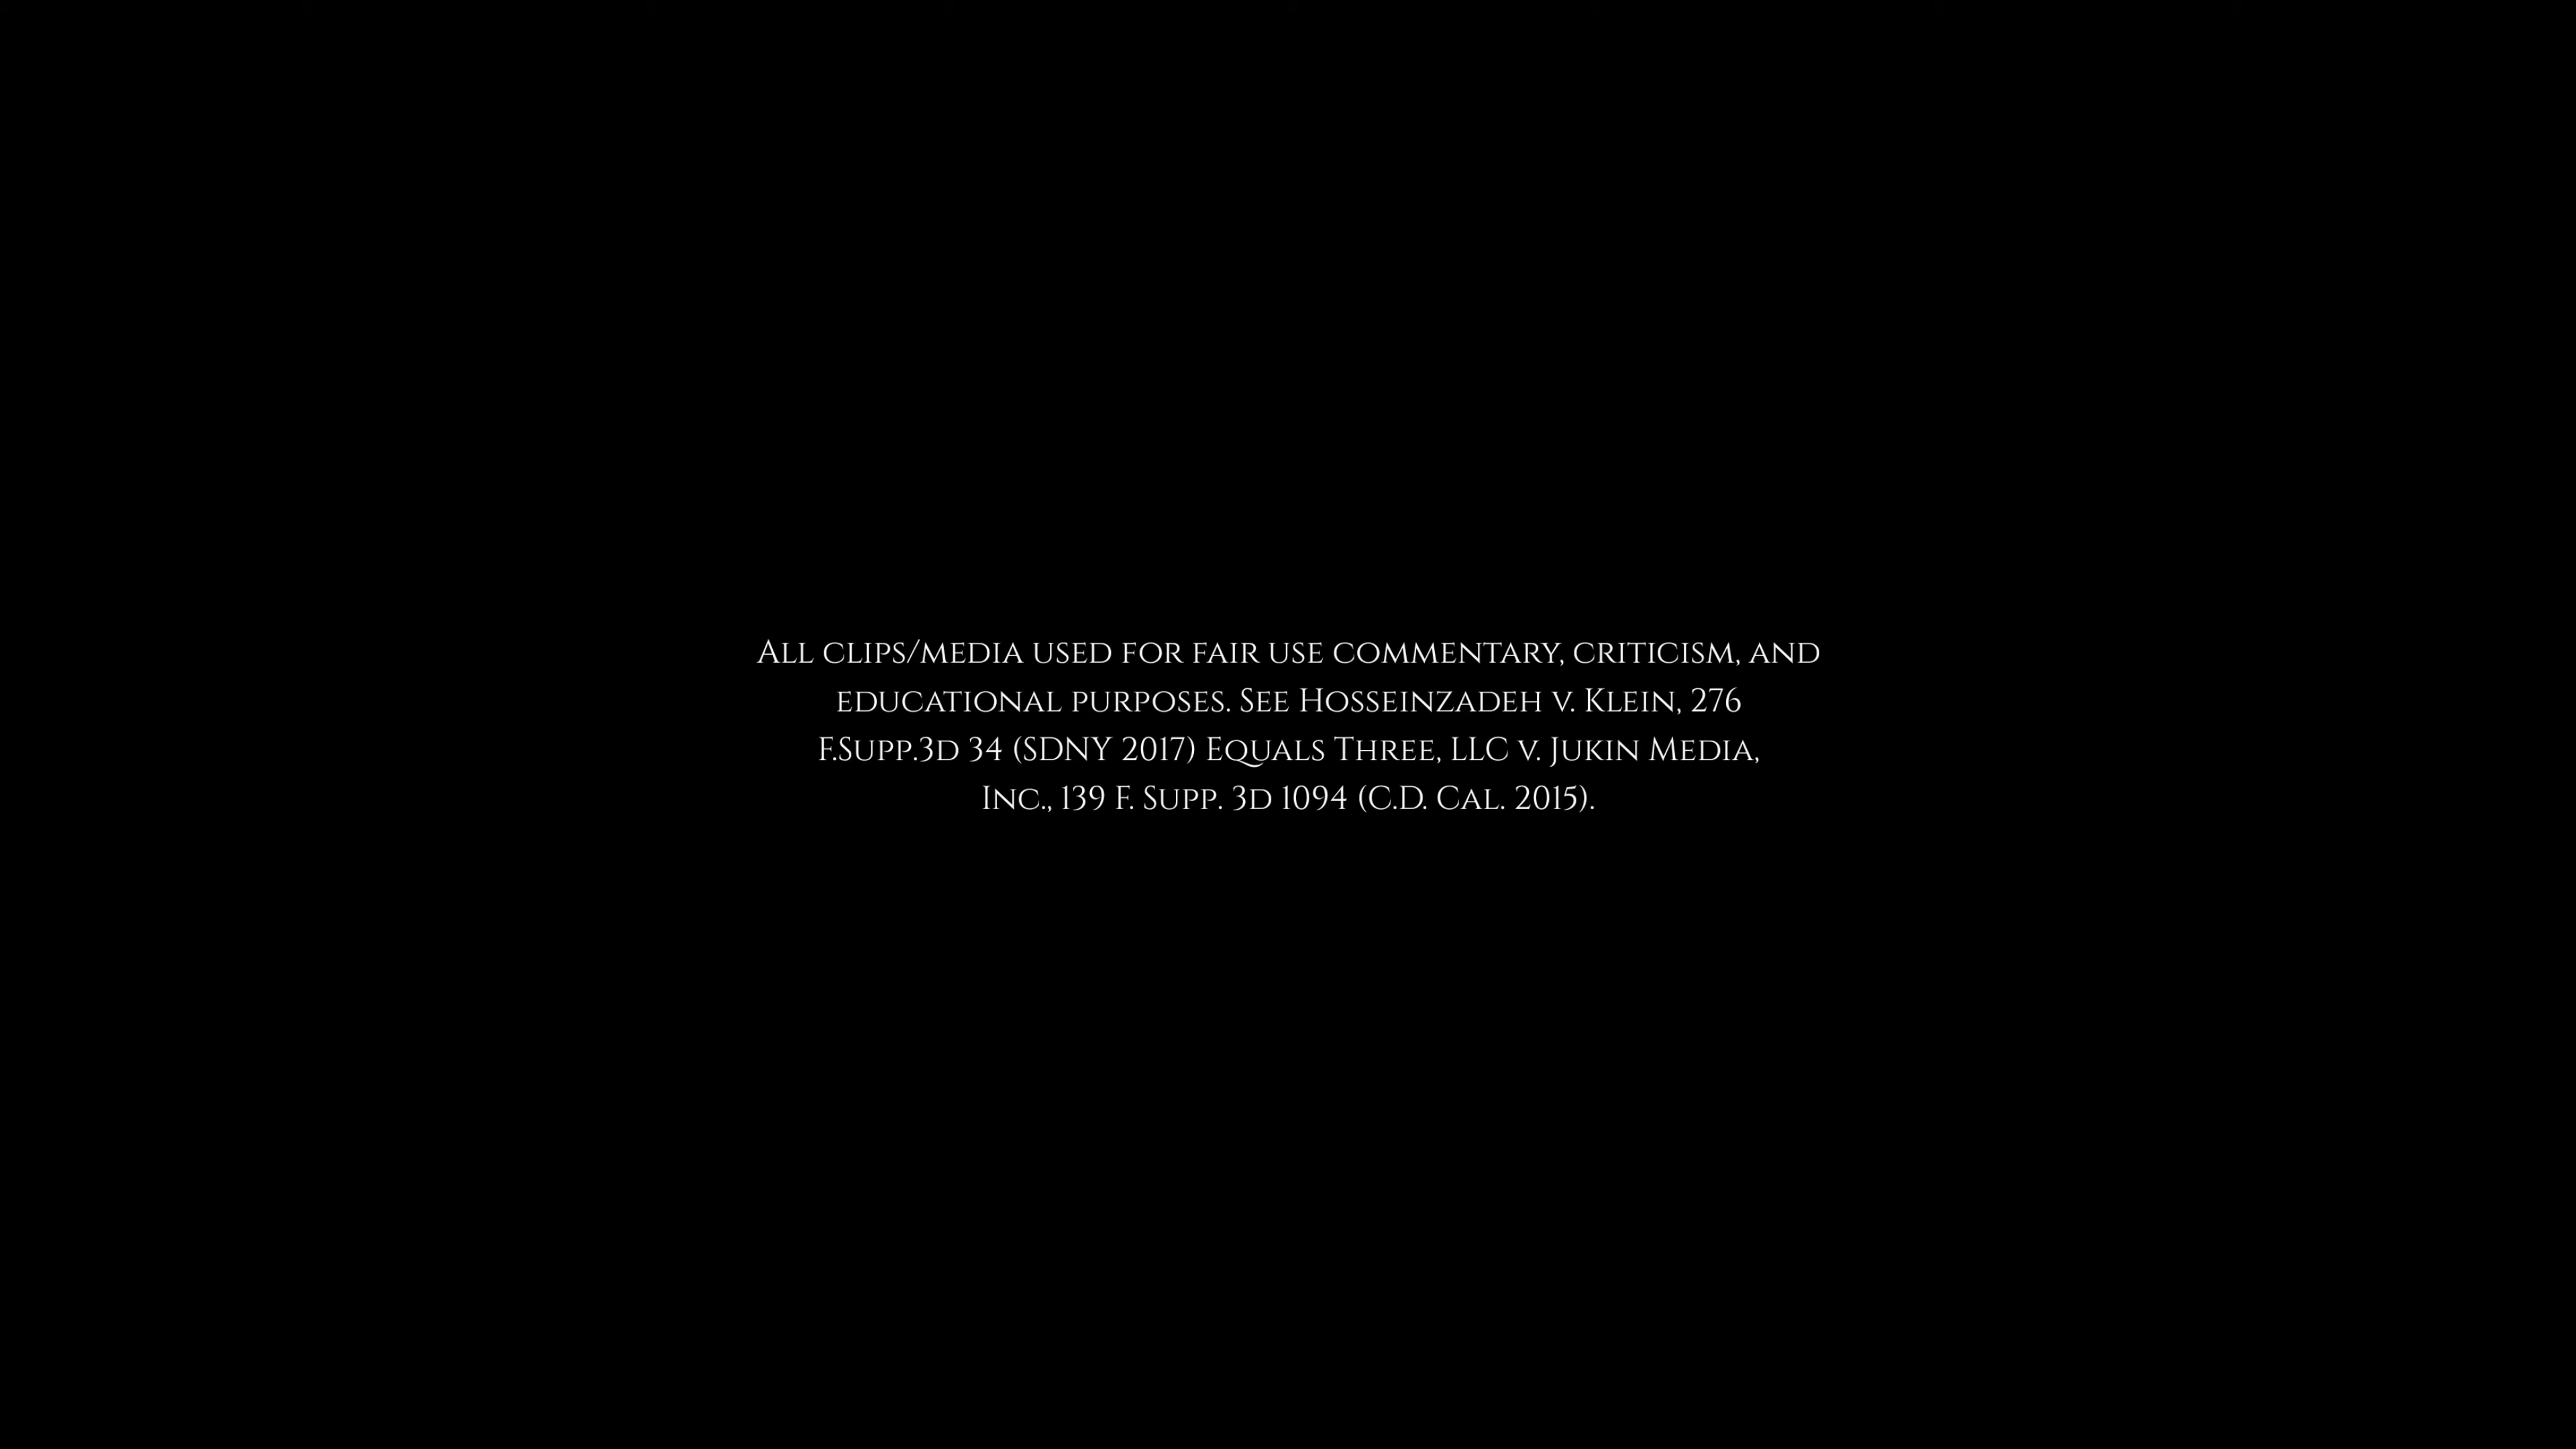 All clips/media used for fair use commentary, criticism, and
educational purposes. See Hosseinzadeh v. Klein, 276
F.Supp.3d 34 (SDNY 2017) Equals Three, LLC v. Jukin Media,
Inc., 139 F. Supp. 3d 1094 (C.D. Cal. 2015).